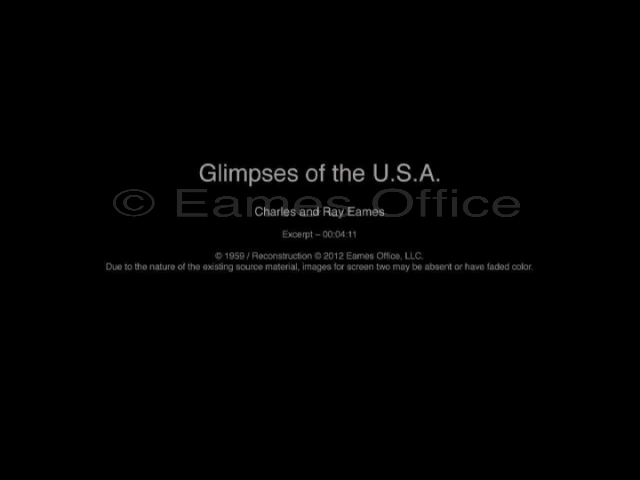 Glimpses of the U.S.A.
© Eames Office
Charles and Ray Eames
Excerpt – 00:04:11
© 1959 / Reconstruction © 2012 Eames Office, LLC.
Due to the nature of the existing source material, images for screen two may be absent or have faded color.